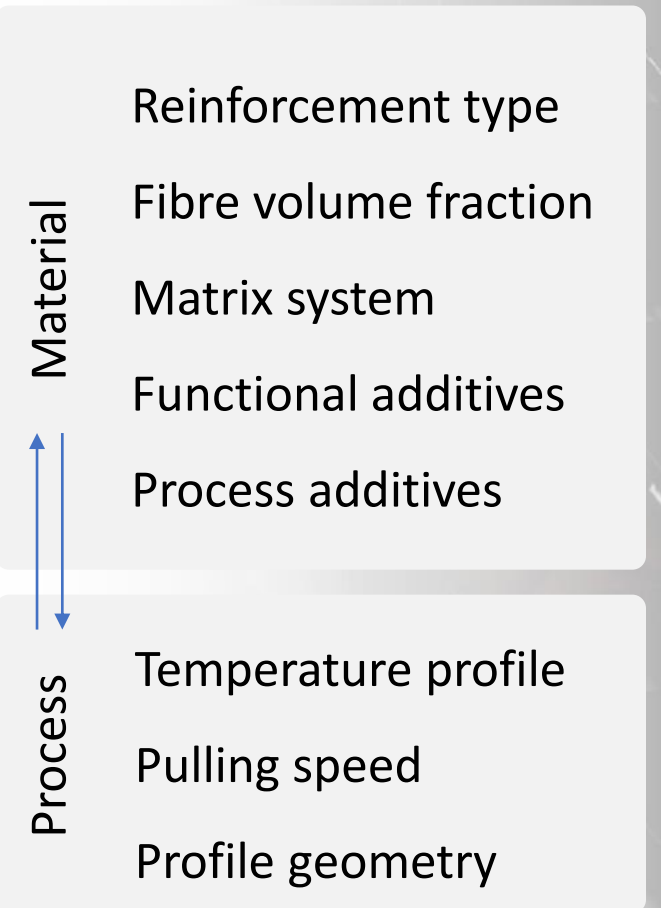 Material
Reinforcement type
Fibre volume fraction
Matrix system
Functional additives
Process additives
Process
Temperature profile
Pulling speed
Profile geometry